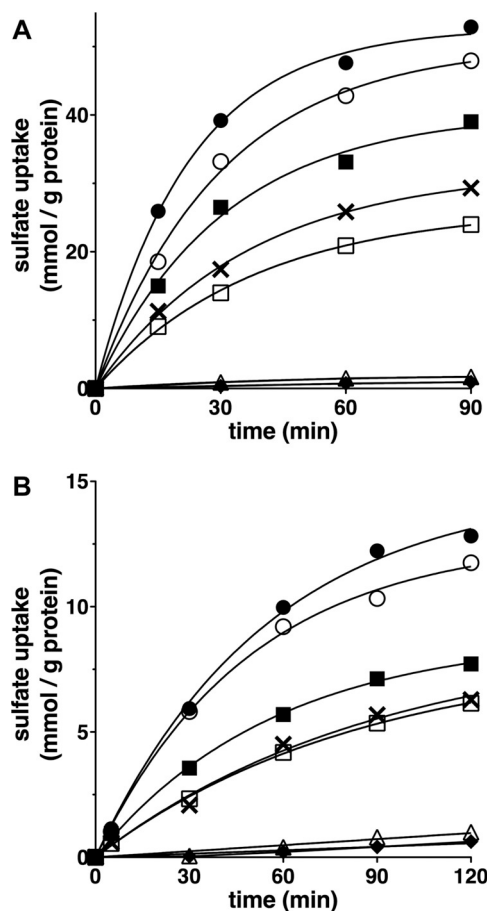 A
sulfate uptake
(mmol / g protein)
40
20
0
0 30 60 90
time (min)
B
sulfate uptake
(mmol / g protein)
15
10
5
0
0 30 60 90 120
time (min)